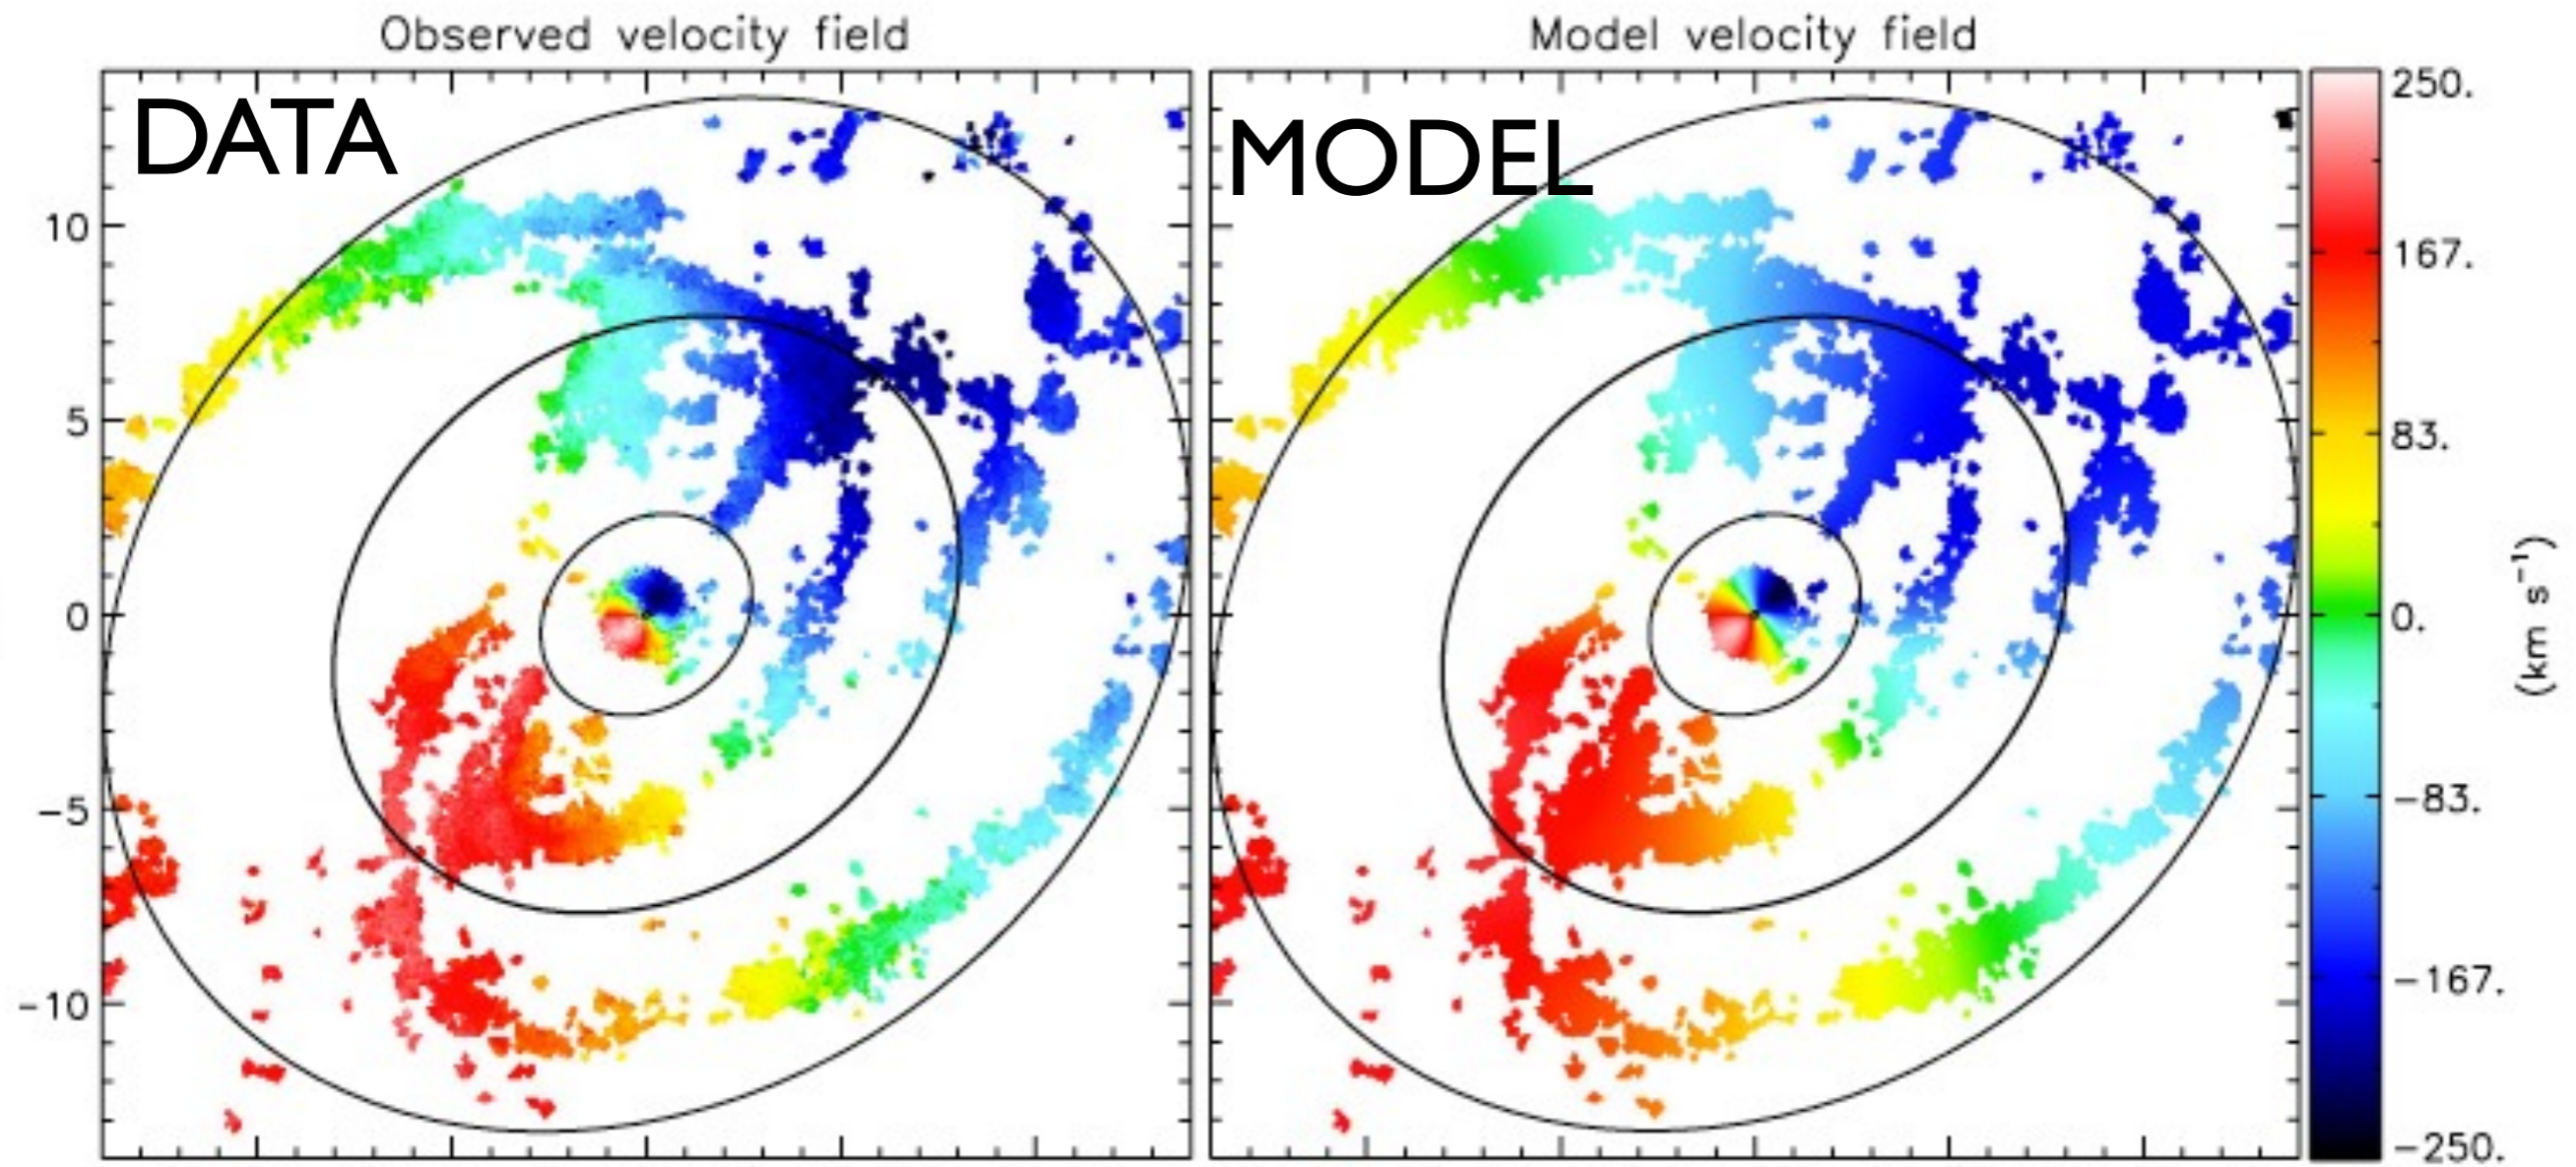 Observed velocity field
DATA
10
5
0
−5
−10
Model velocity field
MODEL
250.
167.
83.
0.
−83.
−167.
−250.
(km s⁻¹)